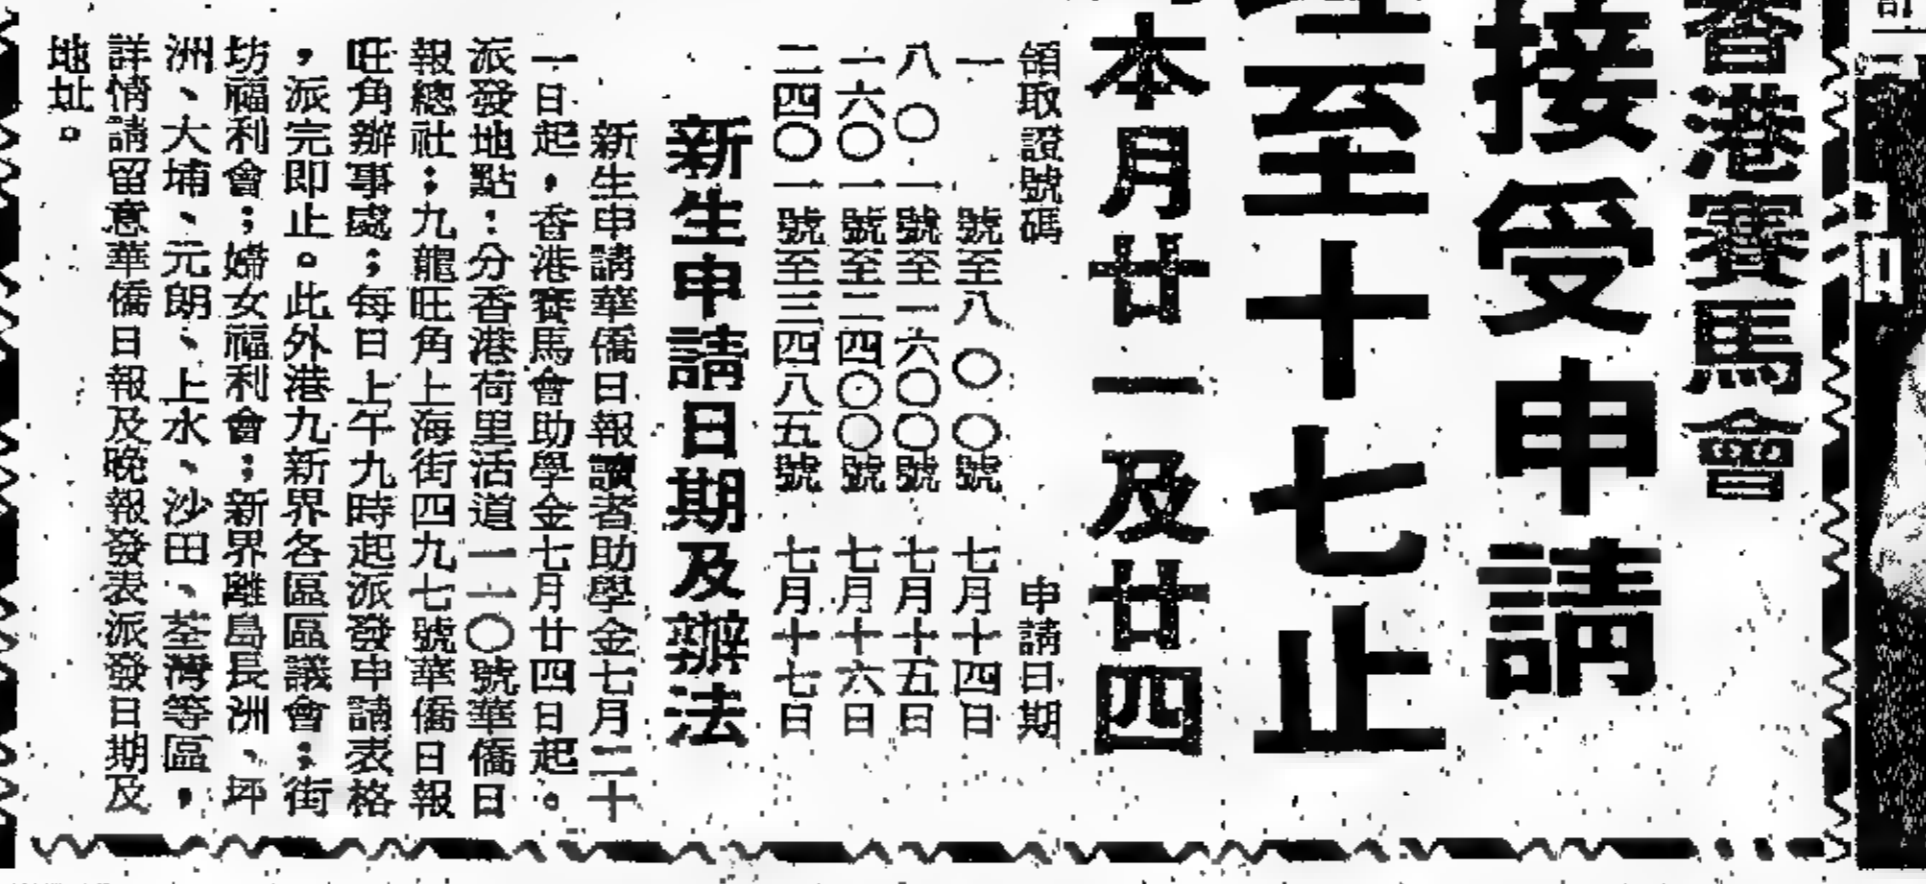 香港賽馬會
接受申請
至十七止
本月廿一及廿四
領取證號碼 申請日期
一號至八〇〇號 七月十四日
八〇一號至一六〇〇號 七月十五日
一六〇一號至二四〇〇號 七月十六日
二四〇一號至三四八五號 七月十七日
新生申請日期及辦法
新生申請華僑日報讀者助學金七月二十
一日起，香港賽馬會助學金七月廿四日起。
派發地點：分香港荷里活道一一〇號華僑日
報總社；九龍旺角上海街四九七號華僑日報
旺角辦事處；每日上午九時起派發申請表格
，派完即止。此外港九新界各區區議會；街
坊福利會；婦女福利會；新界離島長洲、坪
洲、大埔、元朗、上水、沙田、荃灣等區，
詳情請留意華僑日報及晚報發表派發日期及
地址。